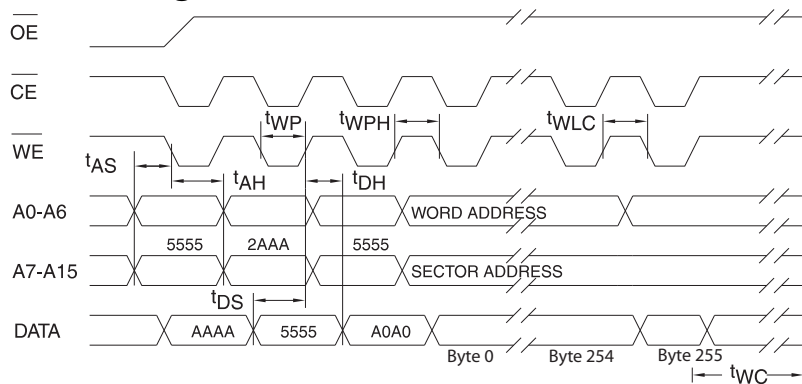 OE
CE
tWP tWPH tWLC
WE
tAS
tAH tDH
A0-A6 WORD ADDRESS
5555 2AAA 5555
A7-A15 SECTOR ADDRESS
tDS
DATA AAAA 5555 A0A0
Byte 0 Byte 254 Byte 255
tWC